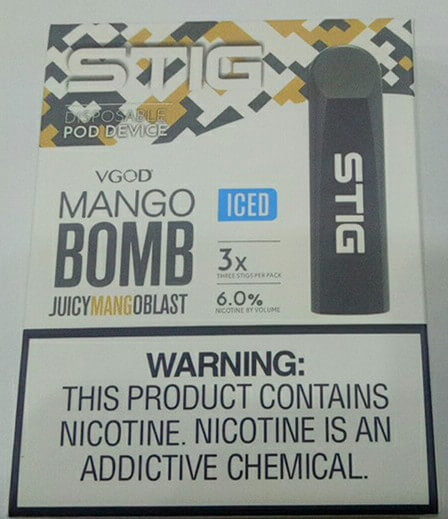 STIG
DISPOSABLE
POD DEVICE
VGOD
MANGO
BOMB
ICED
JUICYMANGOBLAST
3x
THREE STIGS PER PACK
6.0%
NICOTINE BY VOLUME
STIG
WARNING:
THIS PRODUCT CONTAINS
NICOTINE. NICOTINE IS AN
ADDICTIVE CHEMICAL.